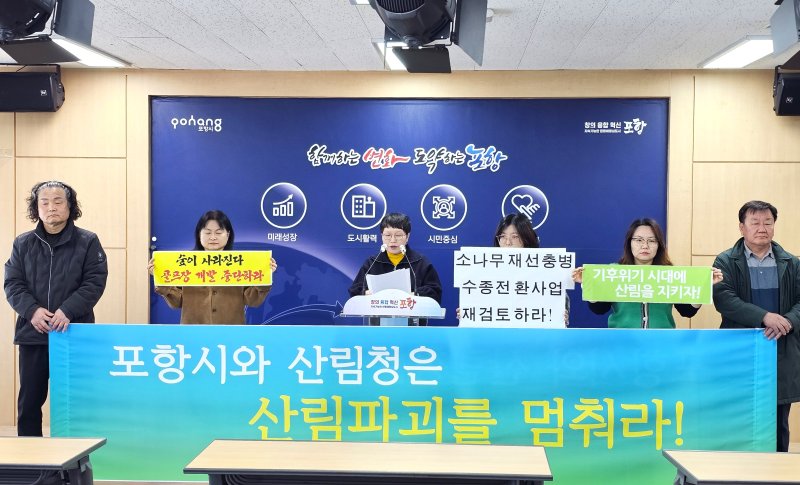 pohang
포항시
창의 융합 혁신
포항
함께하는 변화 도약하는 포항
미래성장
도시활력
시민중심
숲이 사라진다
골프장 개발 중단하라
소나무재선충병
수종전환사업
재검토하라!
기후위기 시대에
산림을 지키자!
창의 융합 혁신
포항
포항시와 산림청은
산림파괴를 멈춰라!